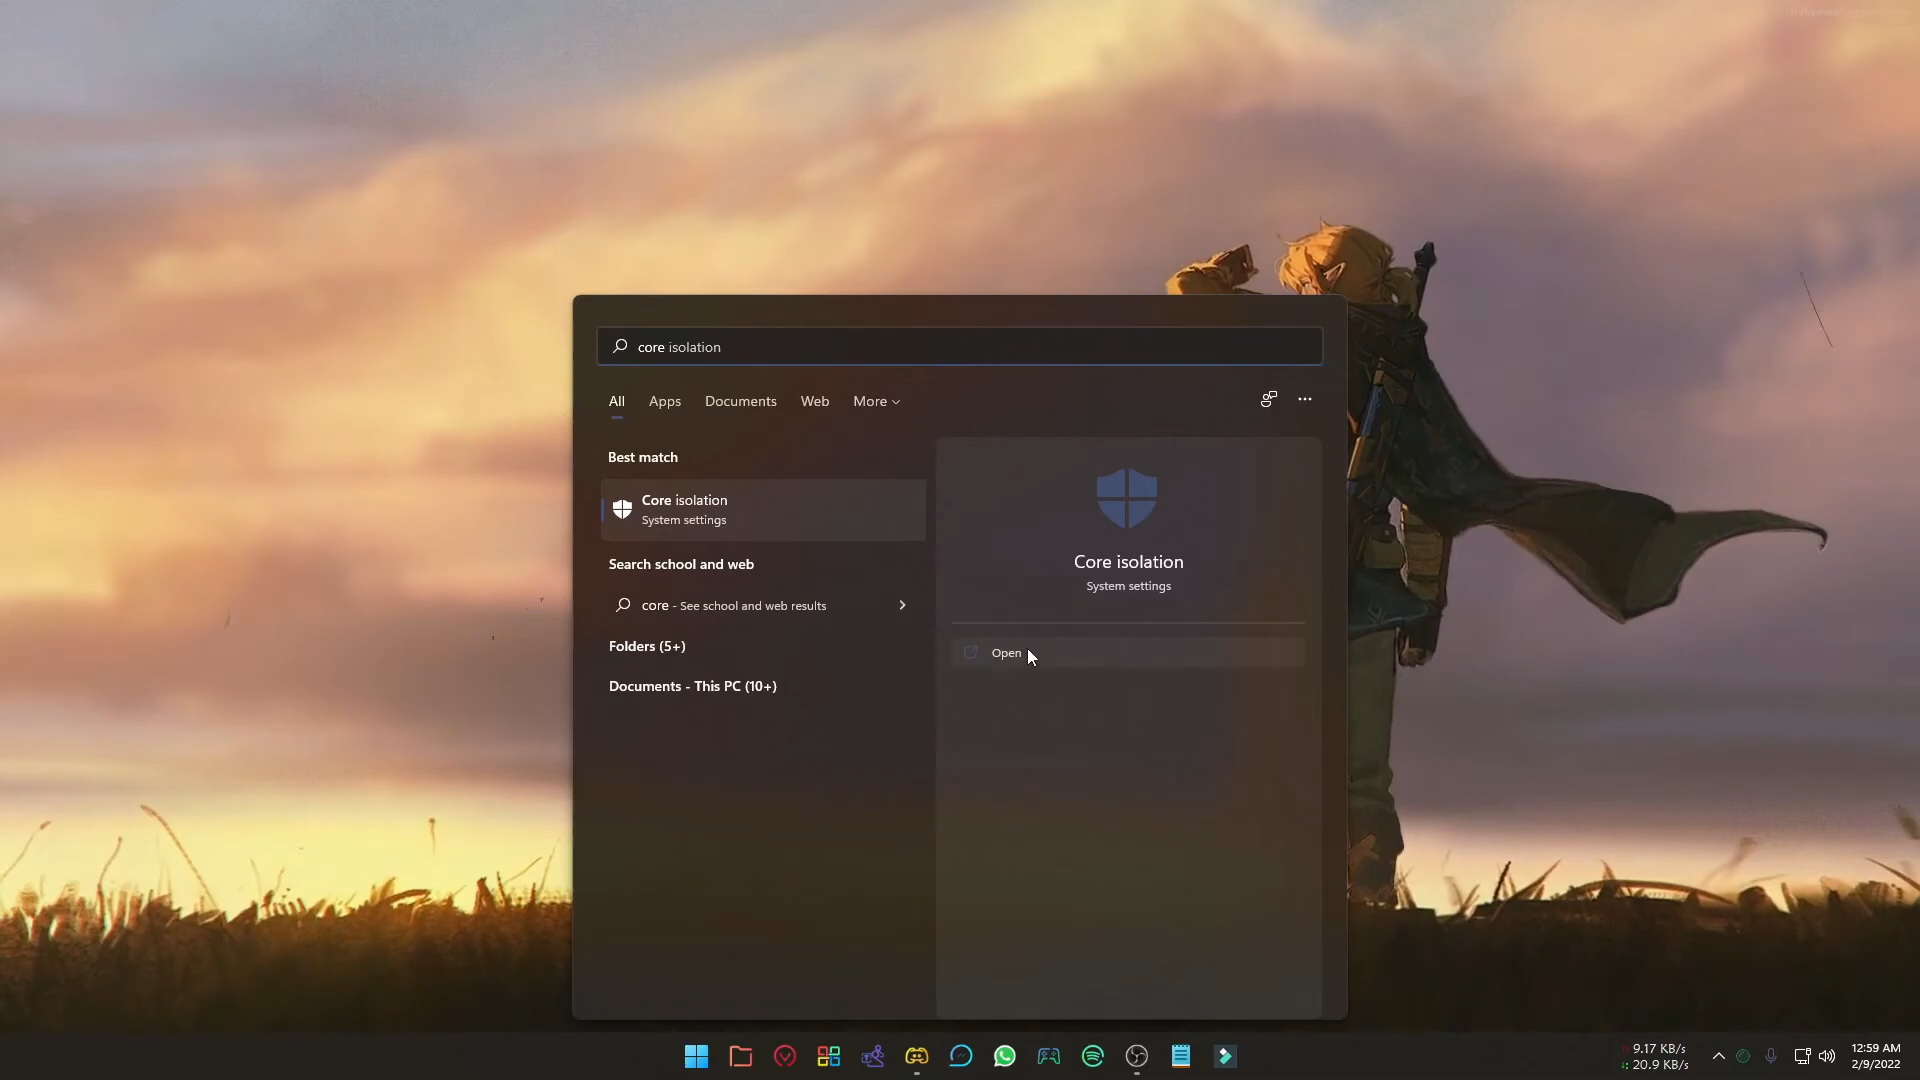 core isolation
All
Apps
Documents
Web
More
Best match
Core isolation
System settings
Search school and web
core - See school and web results
Folders (5+)
Documents - This PC (10+)
Core isolation
System settings
Open
9.17 KB/s
20.9 KB/s
12:59 AM
2/9/2022